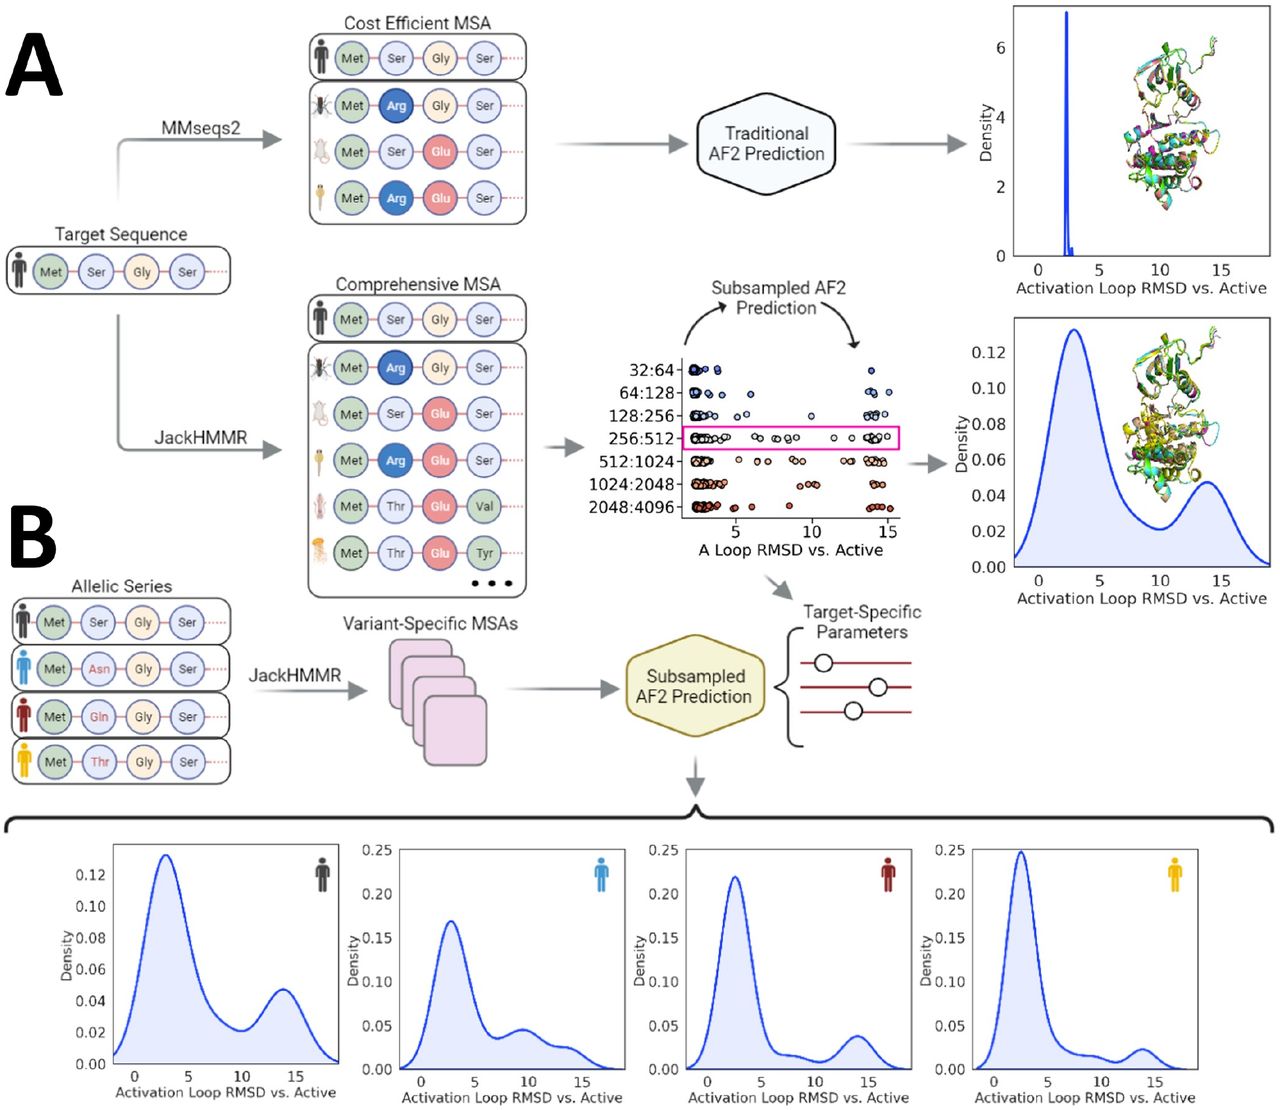 A
Cost Efficient MSA
Met Ser Gly Ser
Met Arg Gly Ser
Met Ser Glu Ser
Met Arg Glu Ser
MMseqs2
Traditional
AF2 Prediction
Density
6
4
2
0
0 5 10 15
Activation Loop RMSD vs. Active
Target Sequence
Met Ser Gly Ser
JackHMMR
Comprehensive MSA
Met Ser Gly Ser
Met Arg Gly Ser
Met Ser Glu Ser
Met Arg Glu Ser
Met Thr Glu Val
Met Thr Glu Tyr
• • •
Subsampled AF2
Prediction
32:64
64:128
128:256
256:512
512:1024
1024:2048
2048:4096
5 10 15
A Loop RMSD vs. Active
Density
0.12
0.10
0.08
0.06
0.04
0.02
0.00
0 5 10 15
Activation Loop RMSD vs. Active
B
Allelic Series
Met Ser Gly Ser
Met Asn Gly Ser
Met Gln Gly Ser
Met Thr Gly Ser
JackHMMR
Variant-Specific MSAs
Subsampled
AF2 Prediction
Target-Specific
Parameters
Density
0.12
0.10
0.08
0.06
0.04
0.02
0.00
0 5 10 15
Activation Loop RMSD vs. Active
Density
0.25
0.20
0.15
0.10
0.05
0.00
0 5 10 15
Activation Loop RMSD vs. Active
Density
0.25
0.20
0.15
0.10
0.05
0.00
0 5 10 15
Activation Loop RMSD vs. Active
Density
0.25
0.20
0.15
0.10
0.05
0.00
0 5 10 15
Activation Loop RMSD vs. Active